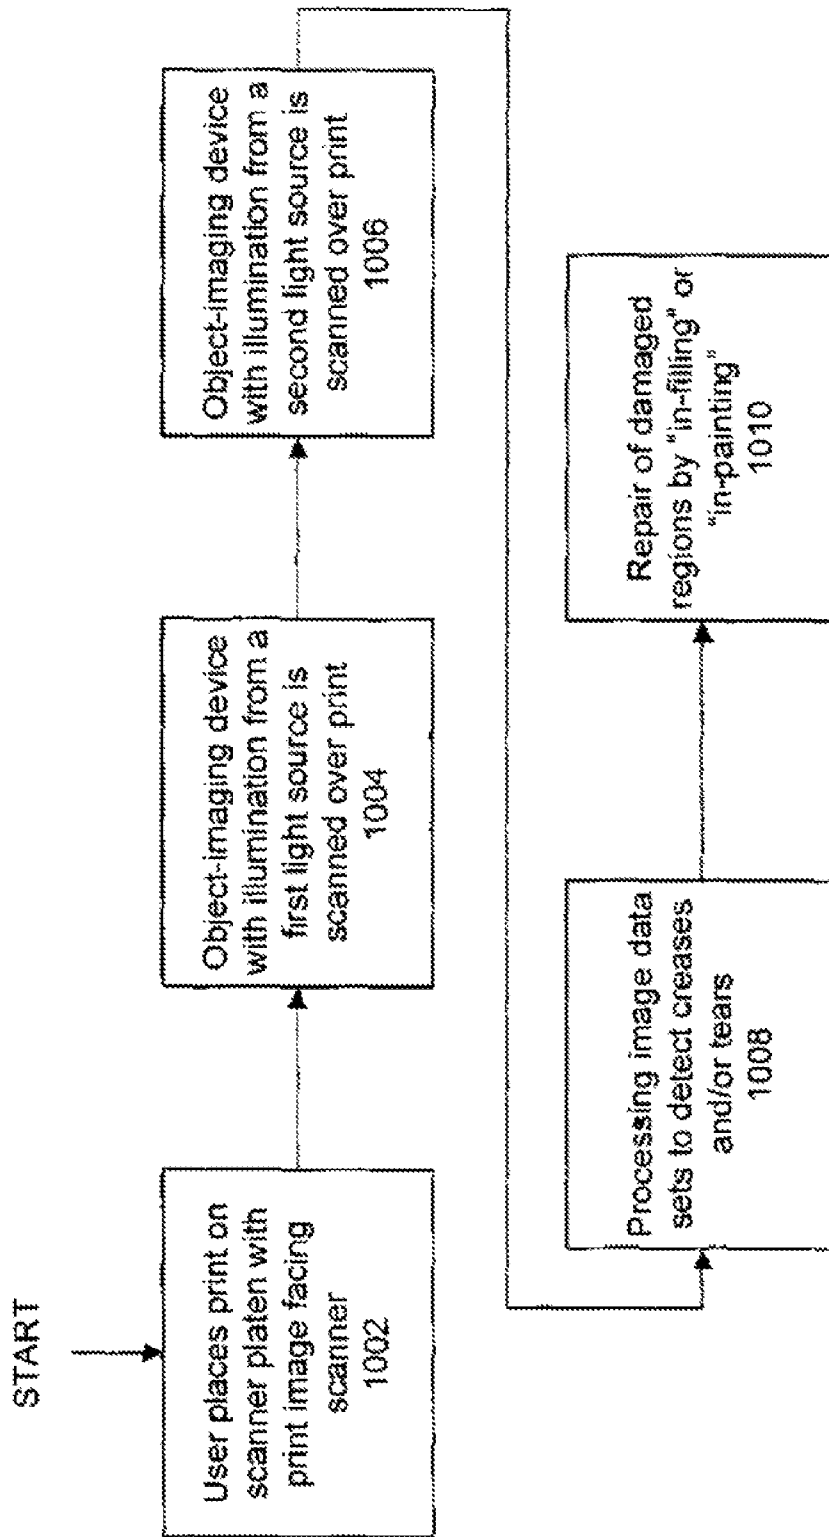 START
User places print on
scanner platen with
print image facing
scanner
1002
Object-imaging device
with illumination from a
first light source is
scanned over print
1004
Object-imaging device
with illumination from a
second light source is
scanned over print
1006
Processing image data
sets to detect creases
and/or tears
1008
Repair of damaged
regions by “in-filling” or
“in-painting”
1010